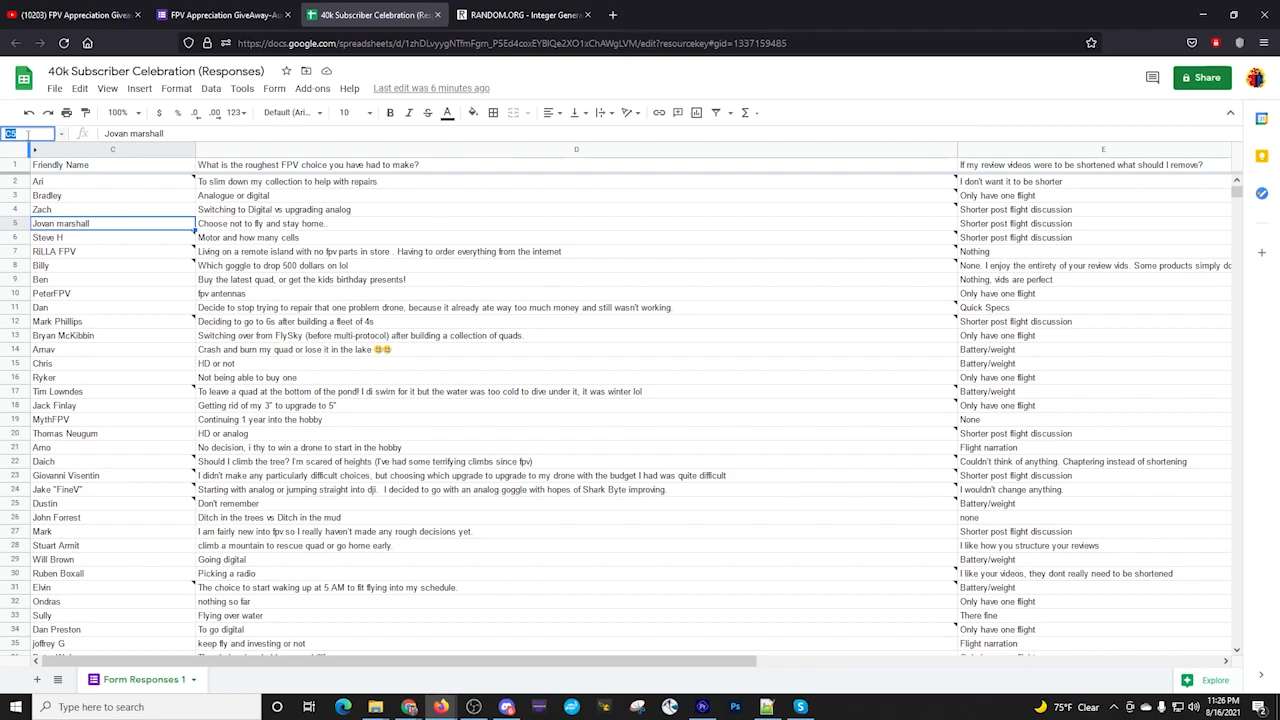 (10203) FPV Appreciation Givea
FPV Appreciation GiveAway-Au
40k Subscriber Celebration (Respon
RANDOM.ORG - Integer Genera
https://docs.google.com/spreadsheets/d/1zhDLvyygNTfmFgm_P5Ed4coxEYBlQe2XO1xChAWgLVM/edit?resourcekey#gid=1337159485
40k Subscriber Celebration (Responses)
File Edit View Insert Format Data Tools Form Add-ons Help Last edit was 6 minutes ago
Share
100% $ % .0 .00 123 Default (Ari... 10 B I S A
C5 fx Jovan marshall
C D E
1 Friendly Name What is the roughest FPV choice you have had to make? If my review videos were to be shortened what should I remove?
2 Ari To slim down my collection to help with repairs I don't want it to be shorter
3 Bradley Analogue or digital Only have one flight
4 Zach Switching to Digital vs upgrading analog Shorter post flight discussion
5 Jovan marshall Choose not to fly and stay home.. Shorter post flight discussion
6 Steve H Motor and how many cells Shorter post flight discussion
7 RiLLA FPV Living on a remote island with no fpv parts in store . Having to order everything from the internet Nothing
8 Billy Which goggle to drop 500 dollars on lol None. I enjoy the entirety of your review vids. Some products simply do
9 Ben Buy the latest quad, or get the kids birthday presents! Nothing, vids are perfect
10 PeterFPV fpv antennas Only have one flight
11 Dan Decide to stop trying to repair that one problem drone, because it already ate way too much money and still wasn't working. Quick Specs
12 Mark Phillips Deciding to go to 6s after building a fleet of 4s Shorter post flight discussion
13 Bryan McKibbin Switching over from FlySky (before multi-protocol) after building a collection of quads. Only have one flight
14 Arnav Crash and burn my quad or lose it in the lake 😃😃 Battery/weight
15 Chris HD or not Battery/weight
16 Ryker Not being able to buy one Only have one flight
17 Tim Lowndes To leave a quad at the bottom of the pond! I di swim for it but the water was too cold to dive under it, it was winter lol Battery/weight
18 Jack Finlay Getting rid of my 3" to upgrade to 5" Only have one flight
19 MythFPV Continuing 1 year into the hobby None
20 Thomas Neugum HD or analog Shorter post flight discussion
21 Arno No decision, i thy to win a drone to start in the hobby Flight narration
22 Daich Should I climb the tree? I'm scared of heights (I've had some terrifying climbs since fpv) Couldn't think of anything. Chaptering instead of shortening
23 Giovanni Visentin I didn't make any particularly difficult choices, but choosing which upgrade to upgrade to my drone with the budget I had was quite difficult Shorter post flight discussion
24 Jake "FineV" Starting with analog or jumping straight into dji. I decided to go with an analog goggle with hopes of Shark Byte improving. I wouldn't change anything.
25 Dustin Don't remember Battery/weight
26 John Forrest Ditch in the trees vs Ditch in the mud none
27 Mark I am fairly new into fpv so I really haven't made any rough decisions yet. Shorter post flight discussion
28 Stuart Armit climb a mountain to rescue quad or go home early. I like how you structure your reviews
29 Will Brown Going digital Battery/weight
30 Ruben Boxall Picking a radio I like your videos, they dont really need to be shortened
31 Elvin The choice to start waking up at 5 AM to fit flying into my schedule. Battery/weight
32 Ondras nothing so far Only have one flight
33 Sully Flying over water There fine
34 Dan Preston To go digital Only have one flight
35 joffrey G keep fly and investing or not Flight narration
Form Responses 1
Explore
Type here to search
75°F Clear
11:26 PM
8/16/2021